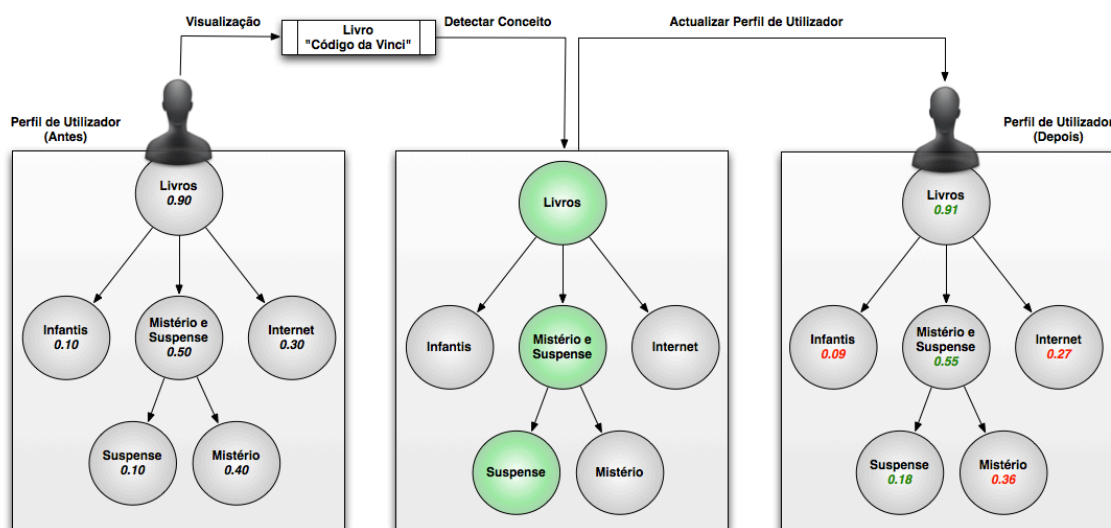 Visualização
Livro
"Código da Vinci"
Detectar Conceito
Actualizar Perfil de Utilizador
Perfil de Utilizador
(Antes)
Livros
0.90
Infantis
0.10
Mistério e
Suspense
0.50
Internet
0.30
Suspense
0.10
Mistério
0.40
Livros
Infantis
Mistério e
Suspense
Internet
Suspense
Mistério
Perfil de Utilizador
(Depois)
Livros
0.91
Infantis
0.09
Mistério e
Suspense
0.55
Internet
0.27
Suspense
0.18
Mistério
0.36